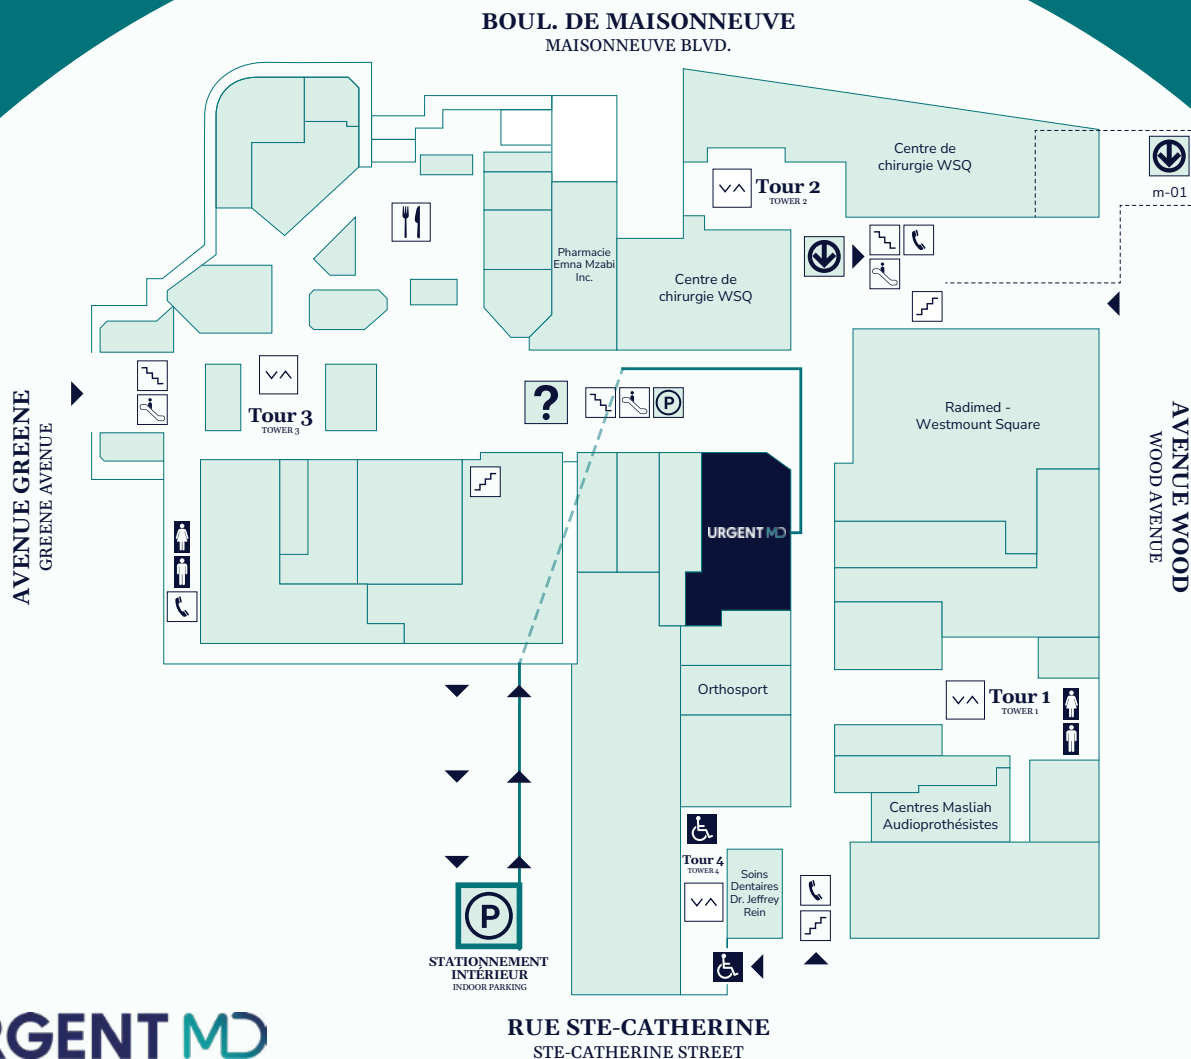 BOUL. DE MAISONNEUVE
MAISONNEUVE BLVD.
Centre de
chirurgie WSQ
m-01
Tour 2
TOWER 2
Pharmacie
Emna Mzabi
Inc.
Centre de
chirurgie WSQ
Tour 3
TOWER 3
?
P
Radimed -
Westmount Square
AVENUE GREENE
GREENE AVENUE
AVENUE WOOD
WOOD AVENUE
URGENT MD
Orthosport
Tour 1
TOWER 1
Centres Masliah
Audioprothésistes
Tour 4
TOWER 4
Soins
Dentaires
Dr. Jeffrey
Rein
P
STATIONNEMENT
INTÉRIEUR
INDOOR PARKING
RGENT MD
RUE STE-CATHERINE
STE-CATHERINE STREET